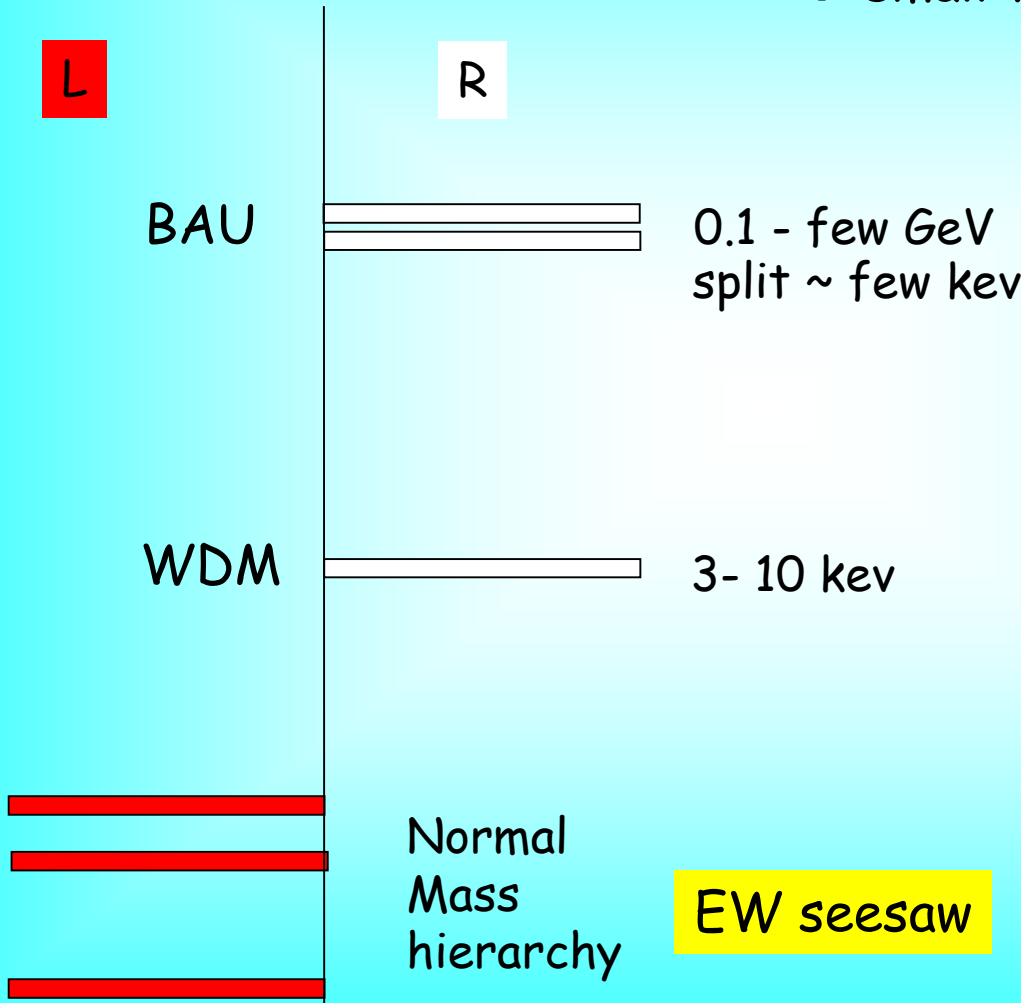 L
R
BAU
0.1 - few GeV
split ~ few kev
WDM
3- 10 kev
Normal
Mass
hierarchy
EW seesaw